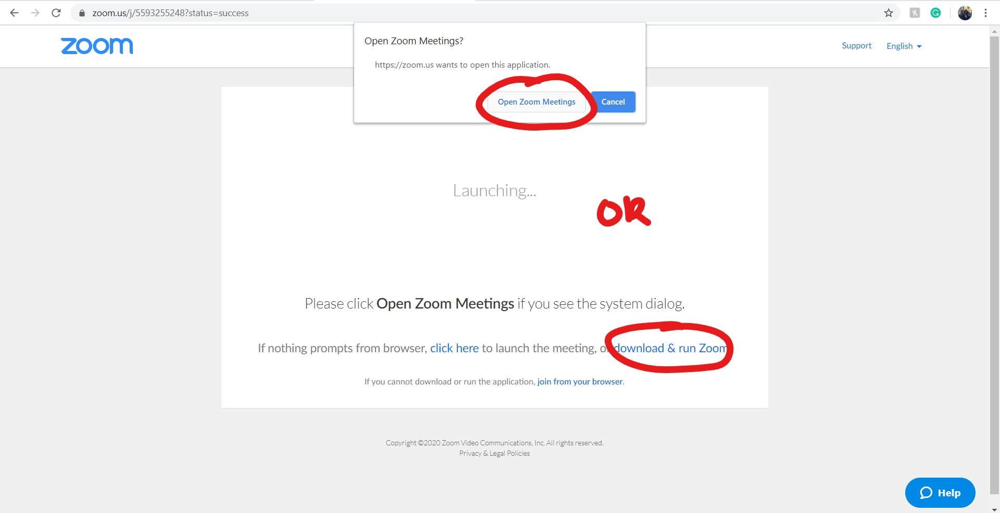 zoom.us/j/5593255248?status=success
zoom
Support
English
Open Zoom Meetings?
https://zoom.us wants to open this application.
Open Zoom Meetings
Cancel
Launching...
OR
Please click Open Zoom Meetings if you see the system dialog.
If nothing prompts from browser, click here to launch the meeting, or download & run Zoom
If you cannot download or run the application, join from your browser.
Copyright ©2020 Zoom Video Communications, Inc. All rights reserved.
Privacy & Legal Policies
Help